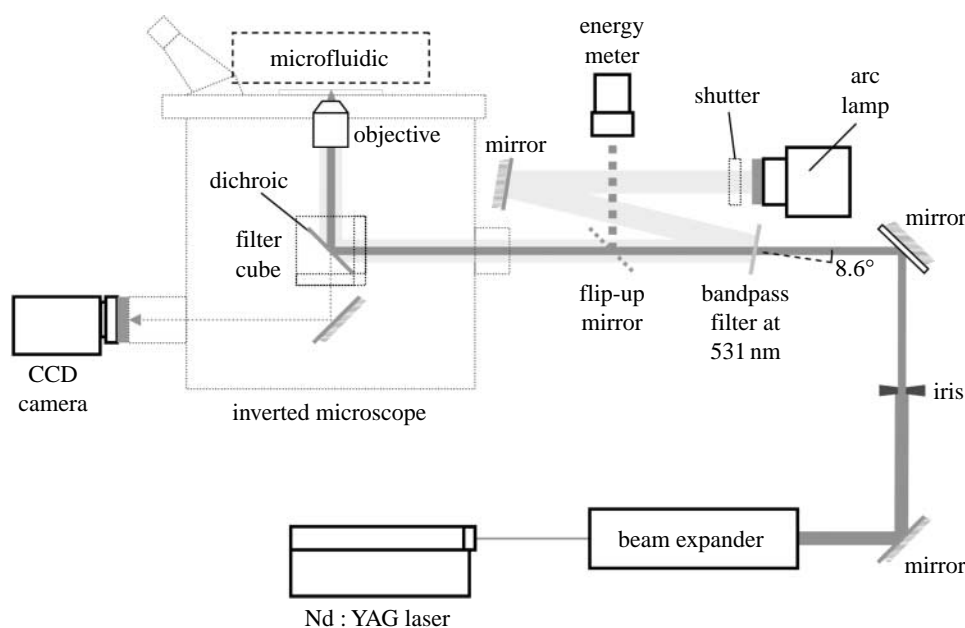 energy
meter
microfluidic
arc
lamp
shutter
objective
mirror
dichroic
mirror
filter
cube
8.6°
flip-up
mirror
bandpass
filter at
531 nm
CCD
camera
inverted microscope
iris
beam expander
mirror
Nd : YAG laser